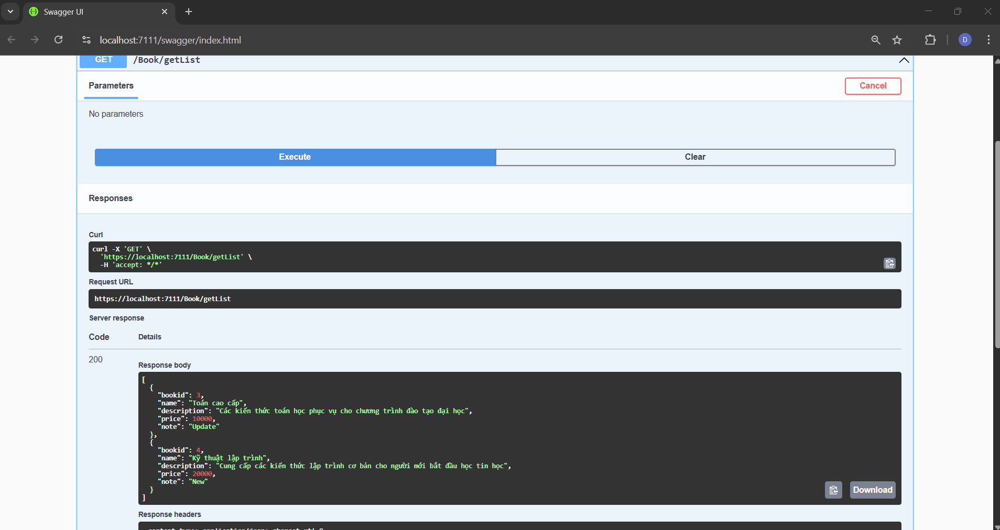 Swagger UI
localhost:7111/swagger/index.html
D
GET /Book/getList
Parameters
Cancel
No parameters
Execute
Clear
Responses
Curl
curl -X 'GET' \
'https://localhost:7111/Book/getList' \
-H 'accept: */*'
Request URL
https://localhost:7111/Book/getList
Server response
Code Details
200
Response body
[
{
"bookid": 3,
"name": "Toán cao cấp",
"description": "Các kiến thức toán học phục vụ cho chương trình đào tạo đại học",
"price": 10000,
"note": "Update"
},
{
"bookid": 4,
"name": "Kỹ thuật lập trình",
"description": "Cung cấp các kiến thức lập trình cơ bản cho người mới bắt đầu học tin học",
"price": 20000,
"note": "New"
}
]
Download
Response headers